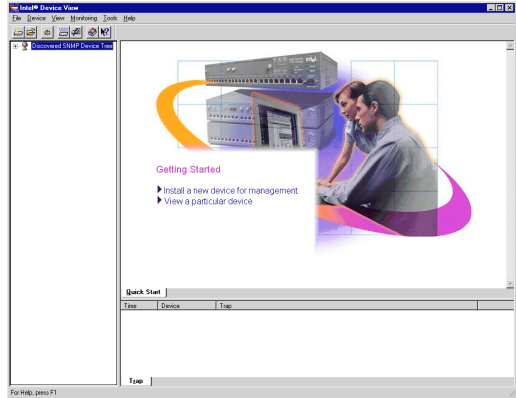 Intel® Device View
File Device View Monitoring Tools Help
Discovered SNMP Device Tree
intel
Getting Started
Install a new device for management
View a particular device
Quick Start
Time Device Trap
Trap
For Help, press F1